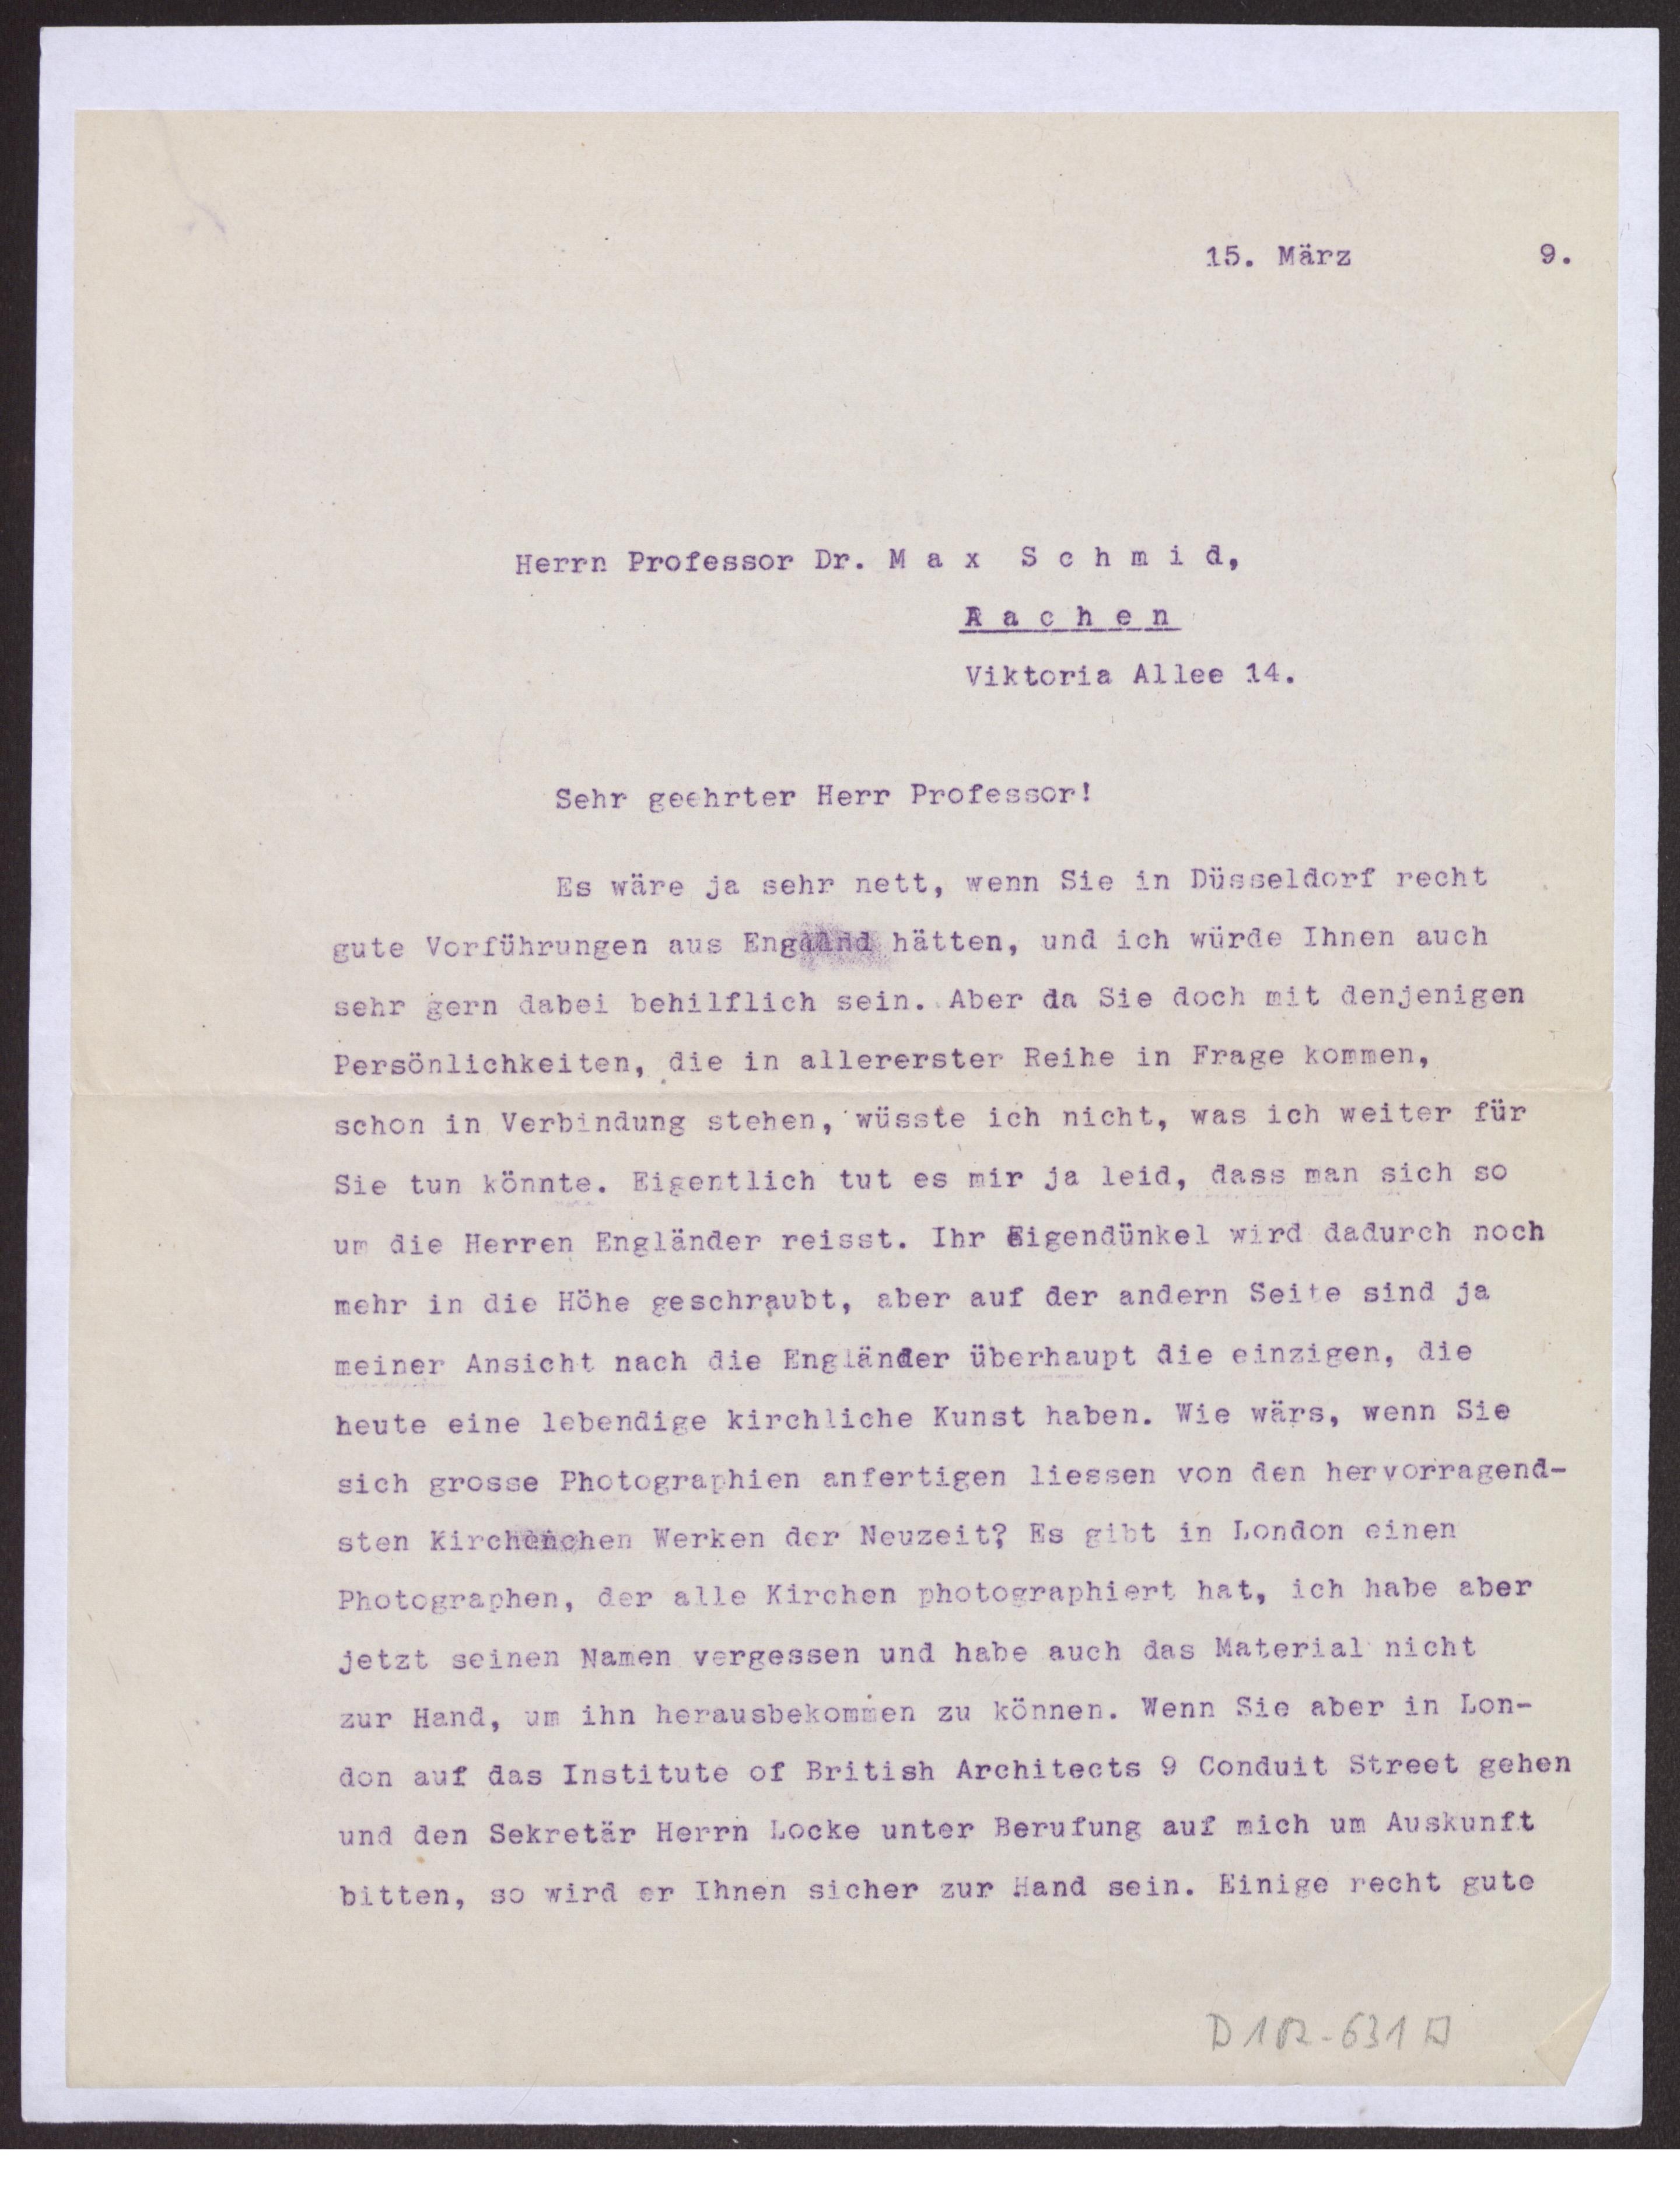 15. März 9.
Herrn Professor Dr. M a x S c h m i d,
A a c h e n
Viktoria Allee 14.
Sehr geehrter Herr Professor!
Es wäre ja sehr nett, wenn Sie in Düsseldorf recht
gute Vorführungen aus England hätten, und ich würde Ihnen auch
sehr gern dabei behilflich sein. Aber da Sie doch mit denjenigen
Persönlichkeiten, die in allererster Reihe in Frage kommen,
schon in Verbindung stehen, wüsste ich nicht, was ich weiter für
Sie tun könnte. Eigentlich tut es mir ja leid, dass man sich so
um die Herren Engländer reisst. Ihr Eigendünkel wird dadurch noch
mehr in die Höhe geschraubt, aber auf der andern Seite sind ja
meiner Ansicht nach die Engländer überhaupt die einzigen, die
heute eine lebendige kirchliche Kunst haben. Wie wärs, wenn Sie
sich grosse Photographien anfertigen liessen von den hervorragend-
sten Werken der Neuzeit? Es gibt in London einen
Photographen, der alle Kirchen photographiert hat, ich habe aber
jetzt seinen Namen vergessen und habe auch das Material nicht
zur Hand, um ihn herausbekommen zu können. Wenn Sie aber in Lon-
don auf das Institute of British Architects 9 Conduit Street gehen
und den Sekretär Herrn Locke unter Berufung auf mich um Auskunft
bitten, so wird er Ihnen sicher zur Hand sein. Einige recht gute